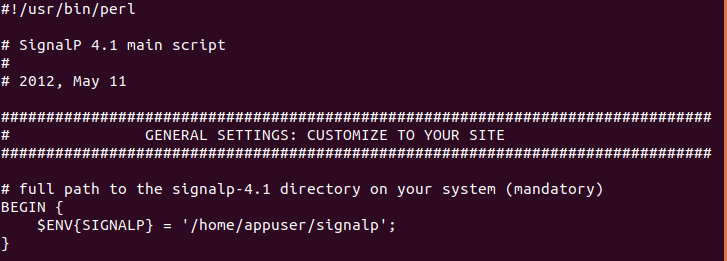 #!/usr/bin/perl
# SignalP 4.1 main script
#
# 2012, May 11
###############################################################################
#               GENERAL SETTINGS: CUSTOMIZE TO YOUR SITE
###############################################################################
# full path to the signalp-4.1 directory on your system (mandatory)
BEGIN {
    $ENV{SIGNALP} = '/home/appuser/signalp';
}